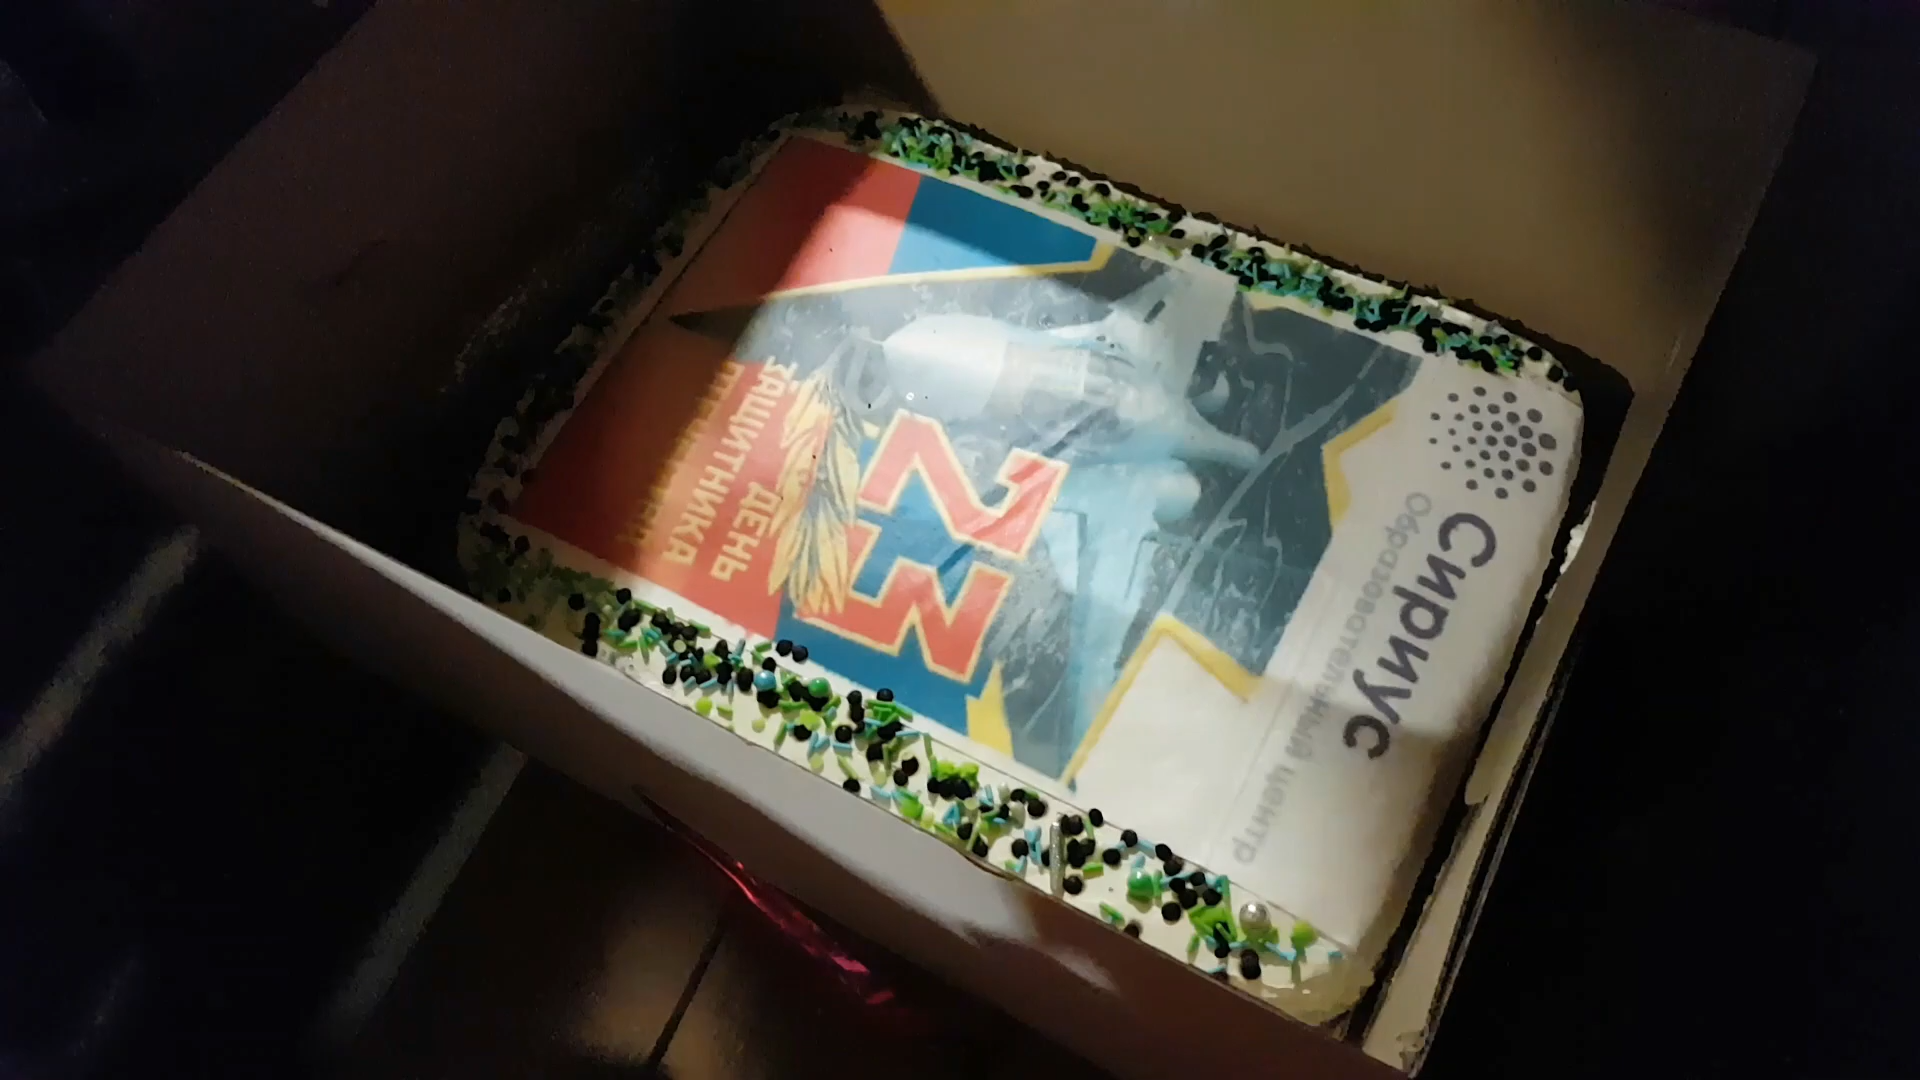 Сириус
Образовательный центр
23
ДЕНЬ
ЗАЩИТНИКА